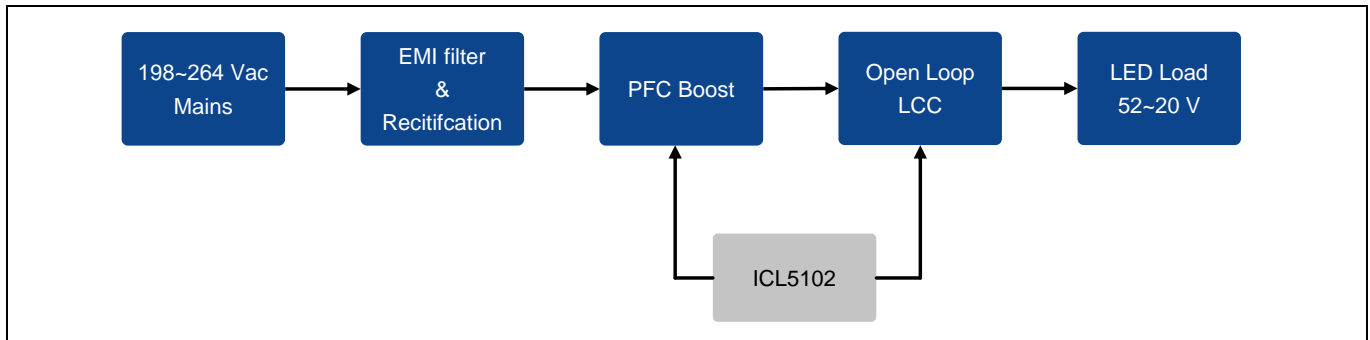 198~264 Vac
Mains
EMI filter
&
Recitifcation
PFC Boost
Open Loop
LCC
LED Load
52~20 V
ICL5102